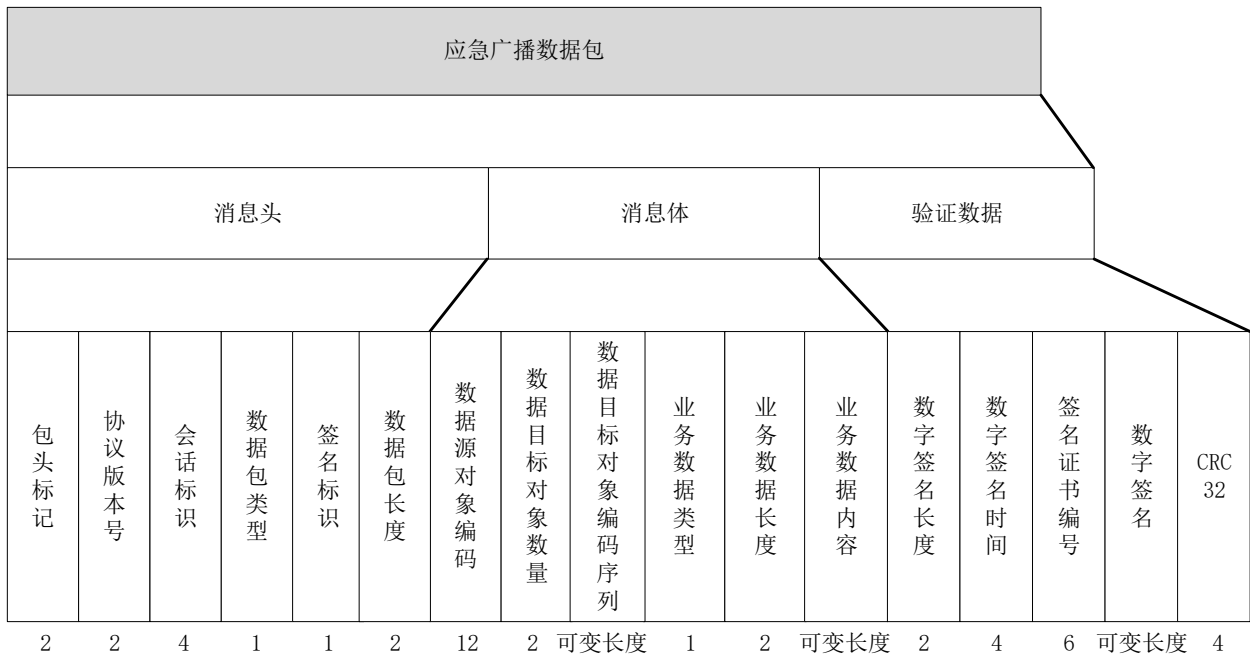 应急广播数据包
消息头
消息体
验证数据
包头标记
协议版本号
会话标识
数据包类型
签名标识
数据包长度
数据源对象编码
数据目标对象数量
数据目标对象编码序列
业务数据类型
业务数据长度
业务数据内容
数字签名长度
数字签名时间
签名证书编号
数字签名
CRC
32
2
2
4
1
1
2
12
2
可变长度
1
2
可变长度
2
4
6
可变长度
4